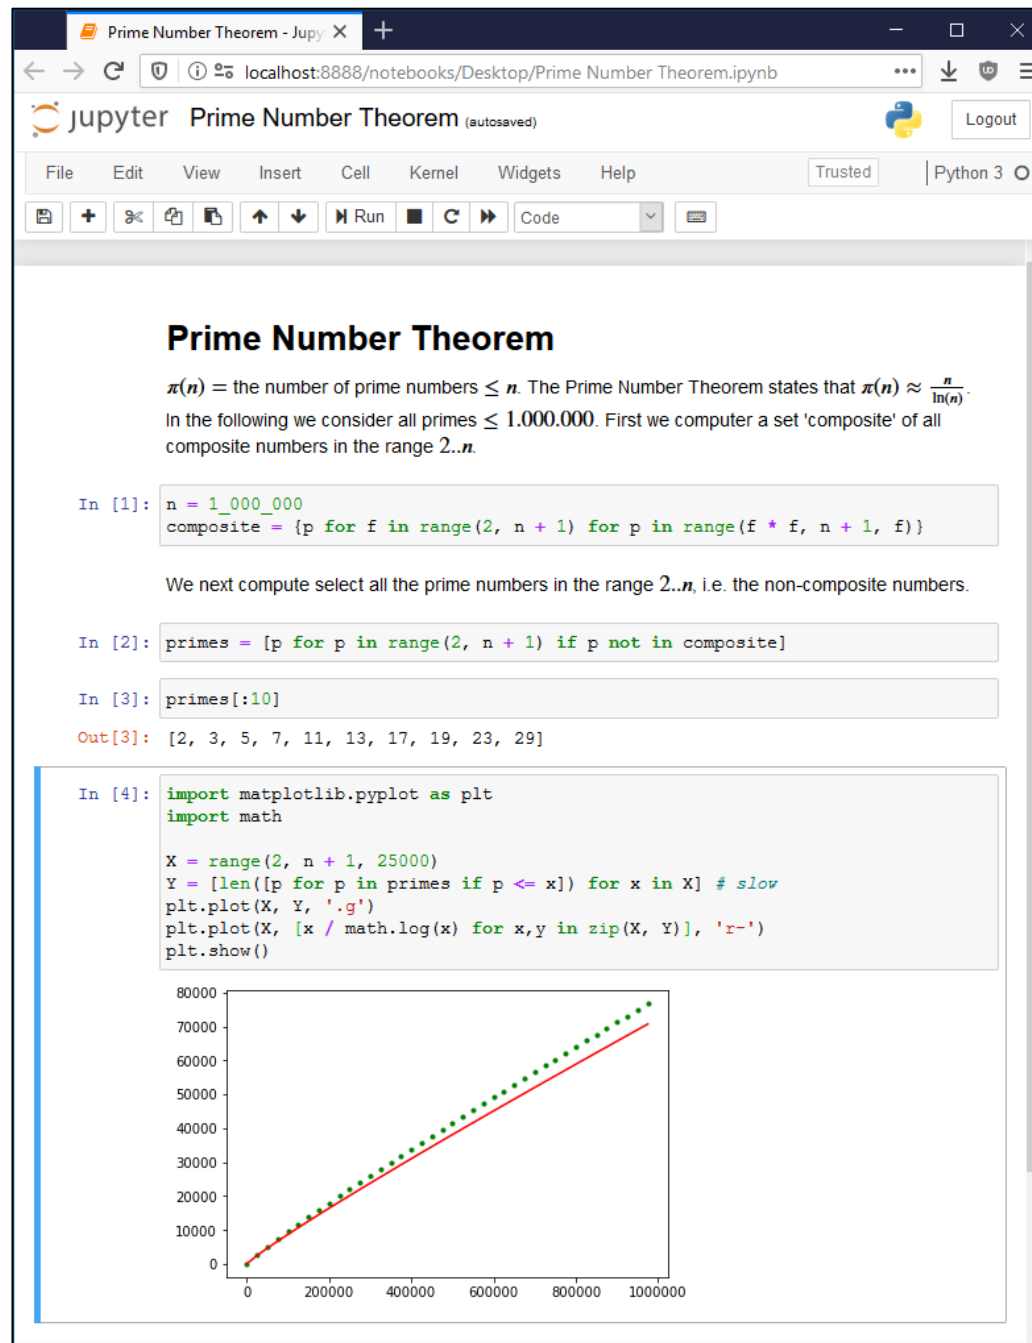 Prime Number Theorem - Jupy
localhost:8888/notebooks/Desktop/Prime Number Theorem.ipynb
jupyter Prime Number Theorem (autosaved)
Logout
File Edit View Insert Cell Kernel Widgets Help
Trusted
Python 3
Run
Code
Prime Number Theorem
π(n) = the number of prime numbers ≤ n. The Prime Number Theorem states that π(n) ≈ n/ln(n).
In the following we consider all primes ≤ 1.000.000. First we computer a set 'composite' of all
composite numbers in the range 2..n.
In [1]: n = 1_000_000
composite = {p for f in range(2, n + 1) for p in range(f * f, n + 1, f)}
We next compute select all the prime numbers in the range 2..n, i.e. the non-composite numbers.
In [2]: primes = [p for p in range(2, n + 1) if p not in composite]
In [3]: primes[:10]
Out[3]: [2, 3, 5, 7, 11, 13, 17, 19, 23, 29]
In [4]: import matplotlib.pyplot as plt
import math
X = range(2, n + 1, 25000)
Y = [len([p for p in primes if p <= x]) for x in X] # slow
plt.plot(X, Y, '.g')
plt.plot(X, [x / math.log(x) for x,y in zip(X, Y)], 'r-')
plt.show()
80000
70000
60000
50000
40000
30000
20000
10000
0
0 200000 400000 600000 800000 1000000